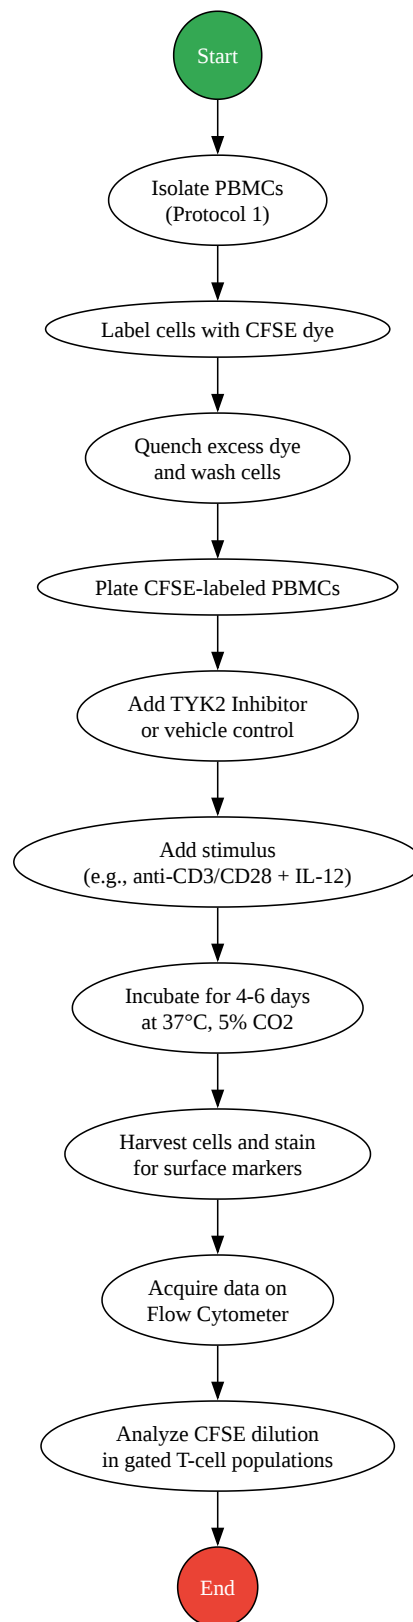 Start
Isolate PBMCs
(Protocol 1)
Label cells with CFSE dye
Quench excess dye
and wash cells
Plate CFSE-labeled PBMCs
Add TYK2 Inhibitor
or vehicle control
Add stimulus
(e.g., anti-CD3/CD28 + IL-12)
Incubate for 4-6 days
at 37°C, 5% CO2
Harvest cells and stain
for surface markers
Acquire data on
Flow Cytometer
Analyze CFSE dilution
in gated T-cell populations
End